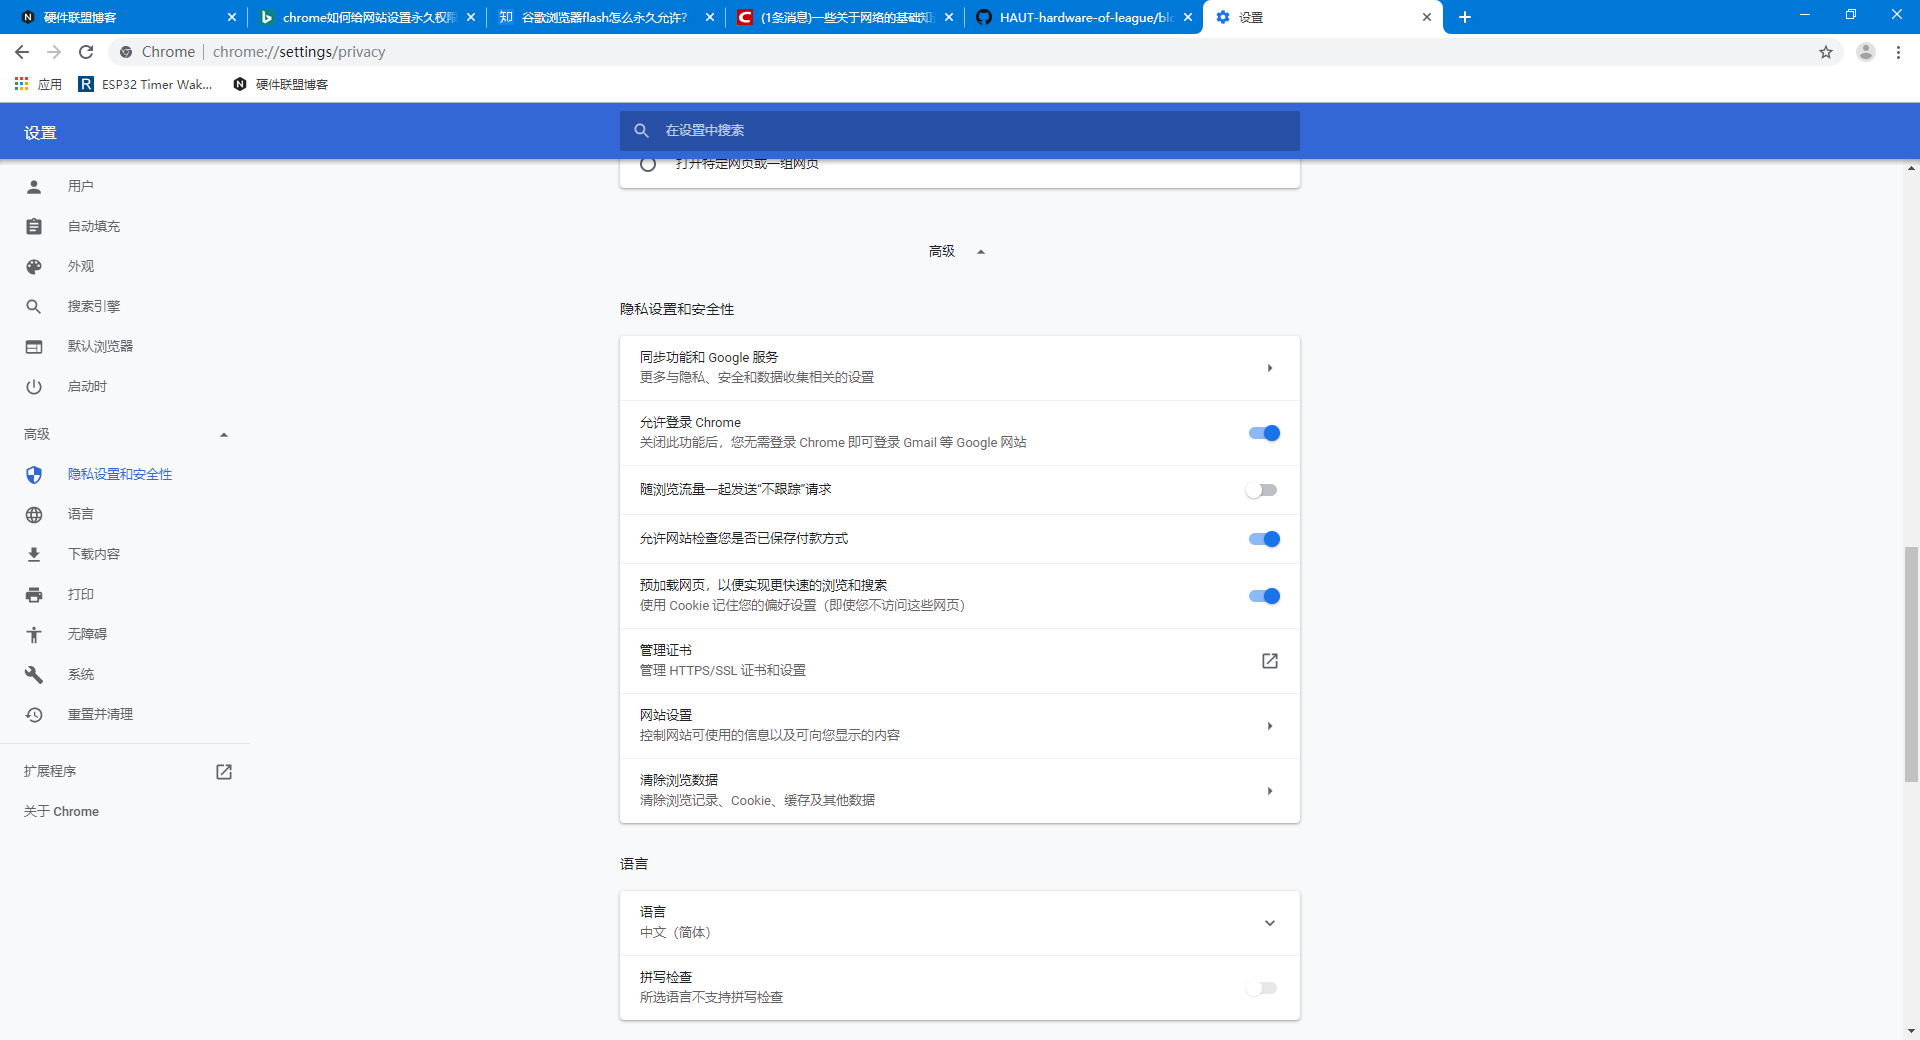 硬件联盟博客
chrome如何给网站设置永久权限
谷歌浏览器flash怎么永久允许?
(1条消息)一些关于网络的基础知
HAUT-hardware-of-league/blo
设置
Chrome
chrome://settings/privacy
应用
ESP32 Timer Wak...
硬件联盟博客
设置
在设置中搜索
打开特定网页或一组网页
用户
自动填充
外观
搜索引擎
默认浏览器
启动时
高级
隐私设置和安全性
语言
下载内容
打印
无障碍
系统
重置并清理
扩展程序
关于 Chrome
高级
隐私设置和安全性
同步功能和 Google 服务
更多与隐私、安全和数据收集相关的设置
允许登录 Chrome
关闭此功能后，您无需登录 Chrome 即可登录 Gmail 等 Google 网站
随浏览流量一起发送“不跟踪”请求
允许网站检查您是否已保存付款方式
预加载网页，以便实现更快速的浏览和搜索
使用 Cookie 记住您的偏好设置（即使您不访问这些网页）
管理证书
管理 HTTPS/SSL 证书和设置
网站设置
控制网站可使用的信息以及可向您显示的内容
清除浏览数据
清除浏览记录、Cookie、缓存及其他数据
语言
语言
中文（简体）
拼写检查
所选语言不支持拼写检查